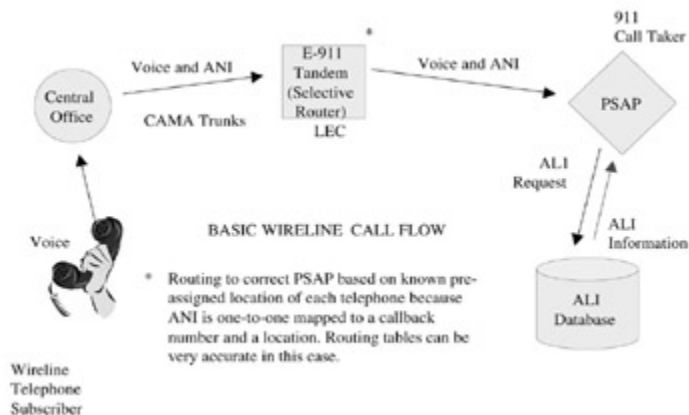 911
Call Taker
E-911
Tandem
(Selective
Router)
LEC
*
Voice and ANI
Voice and ANI
Central
Office
CAMA Trunks
PSAP
ALI
Request
ALI
Information
Voice
BASIC WIRELINE CALL FLOW
* Routing to correct PSAP based on known pre-
assigned location of each telephone because
ANI is one-to-one mapped to a callback
number and a location. Routing tables can be
very accurate in this case.
ALI
Database
Wireline
Telephone
Subscriber